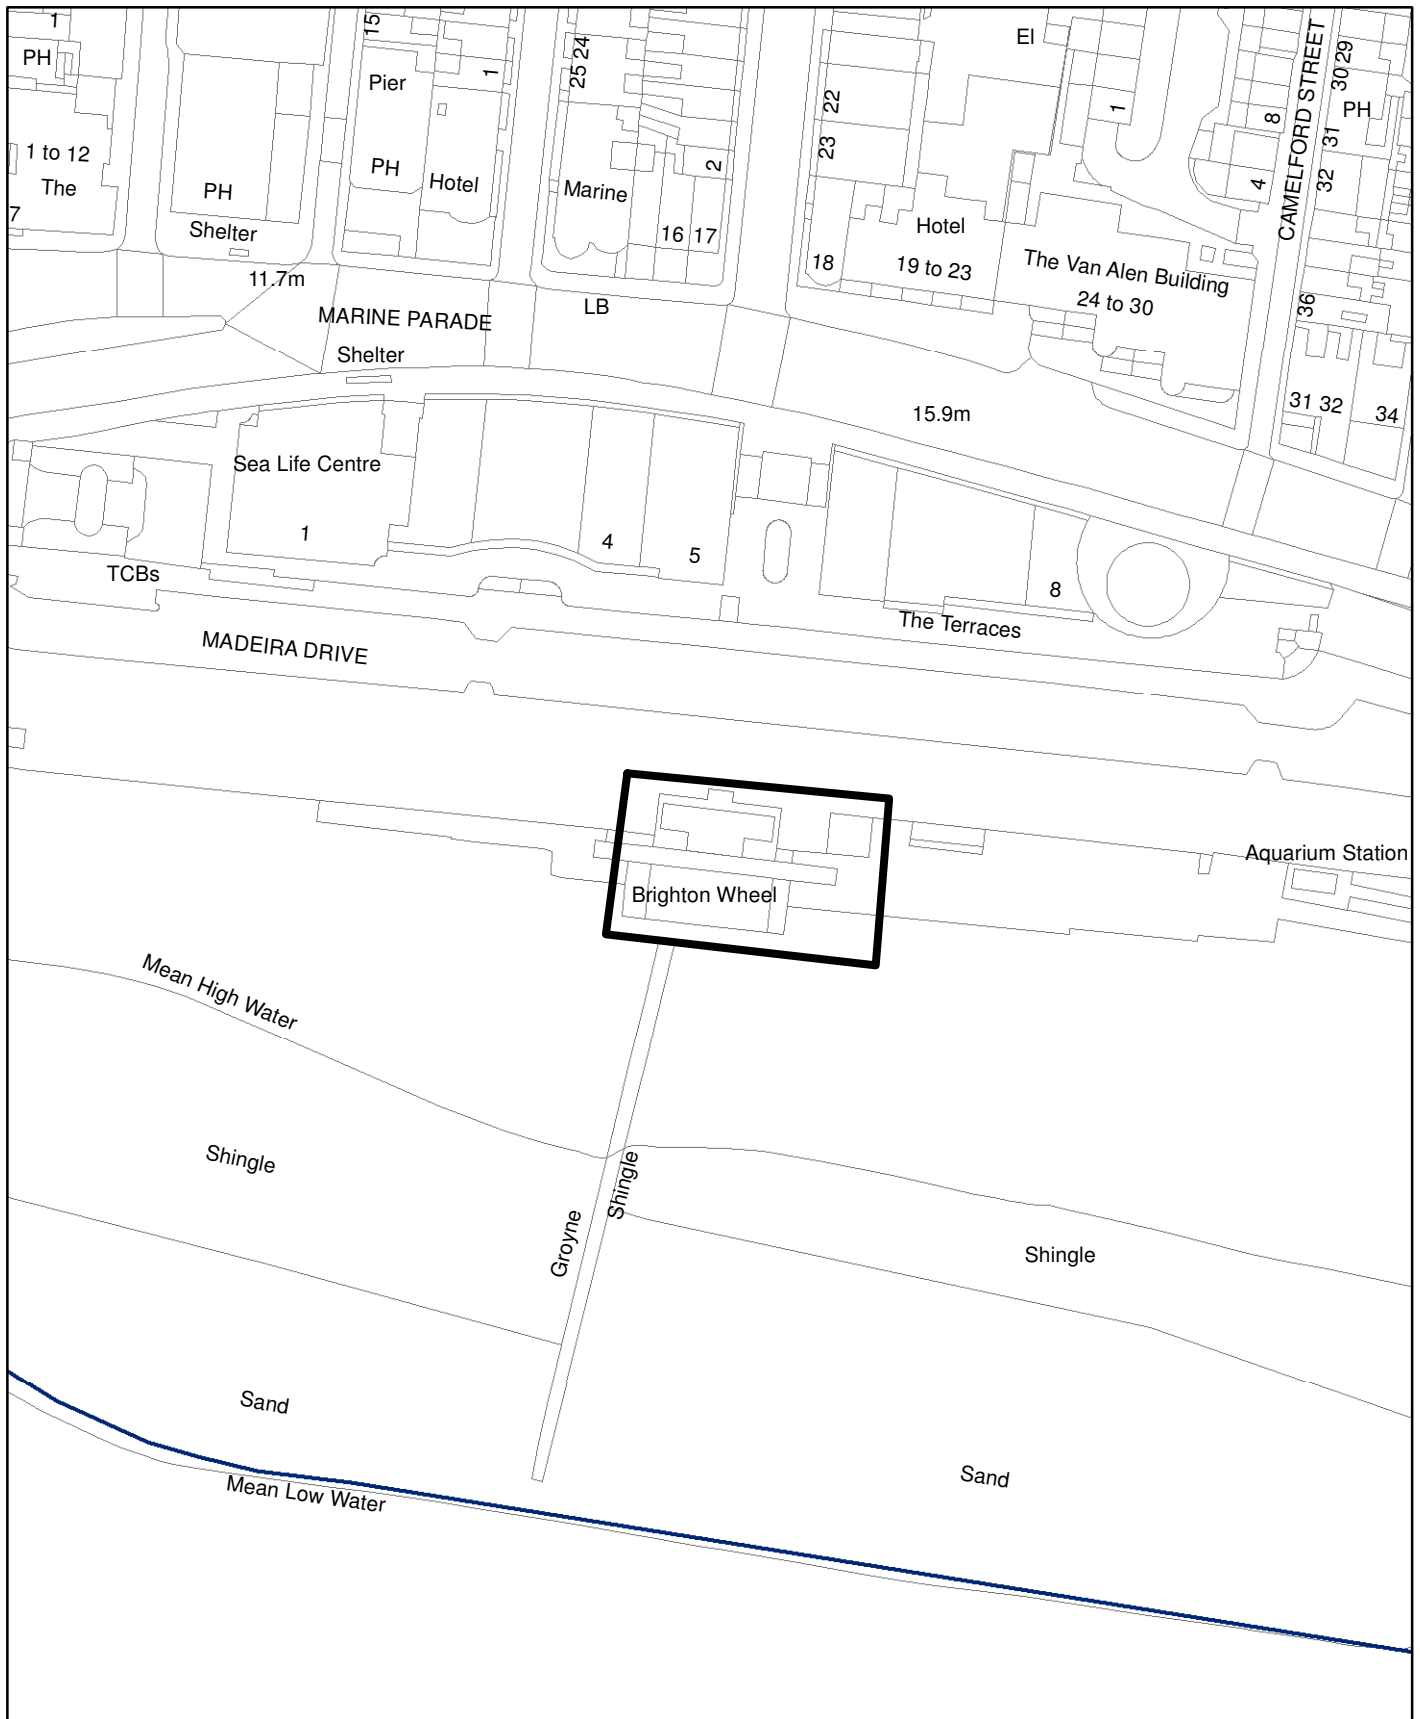 1
PH
15
Pier
1
25 24
El
CAMELFORD STREET
30 29
PH
22
1
8
31
23
1 to 12
The
PH
PH
Hotel
Marine
2
4
32
7
Shelter
16
17
Hotel
18
19 to 23
The Van Alen Building
24 to 30
11.7m
MARINE PARADE
LB
36
Shelter
15.9m
31 32
34
Sea Life Centre
1
4
5
8
TCBs
The Terraces
MADEIRA DRIVE
Aquarium Station
Brighton Wheel
Mean High Water
Shingle
Shingle
Groyne
Shingle
Sand
Sand
Mean Low Water